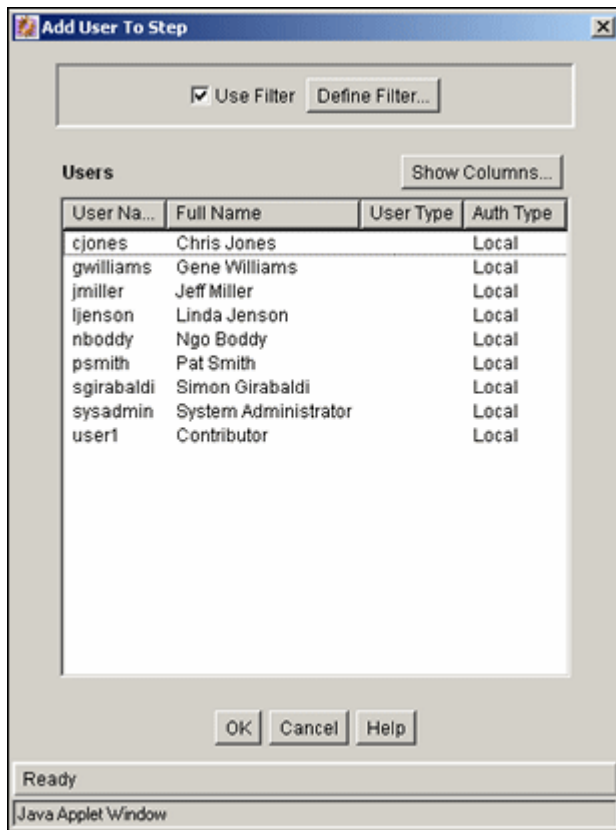 Add User To Step
Use Filter Define Filter...
Users Show Columns...
User Na... Full Name User Type Auth Type
cjones Chris Jones Local
gwilliams Gene Williams Local
jmiller Jeff Miller Local
ljenson Linda Jenson Local
nboddy Ngo Boddy Local
psmith Pat Smith Local
sgirabaldi Simon Girabaldi Local
sysadmin System Administrator Local
user1 Contributor Local
OK Cancel Help
Ready
Java Applet Window